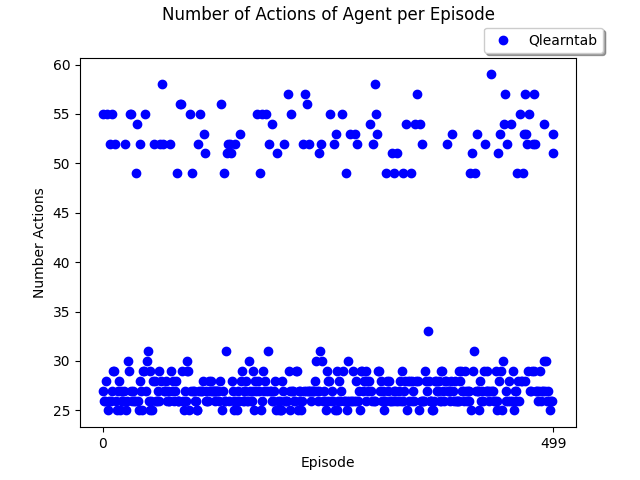 Number of Actions of Agent per Episode
Qlearntab
60
55
50
45
40
35
30
25
Number Actions
0 499
Episode